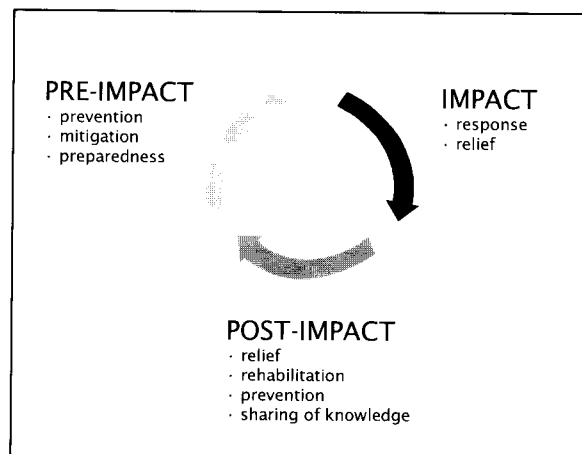 PRE-IMPACT
· prevention
· mitigation
· preparedness
IMPACT
· response
· relief
POST-IMPACT
· relief
· rehabilitation
· prevention
· sharing of knowledge